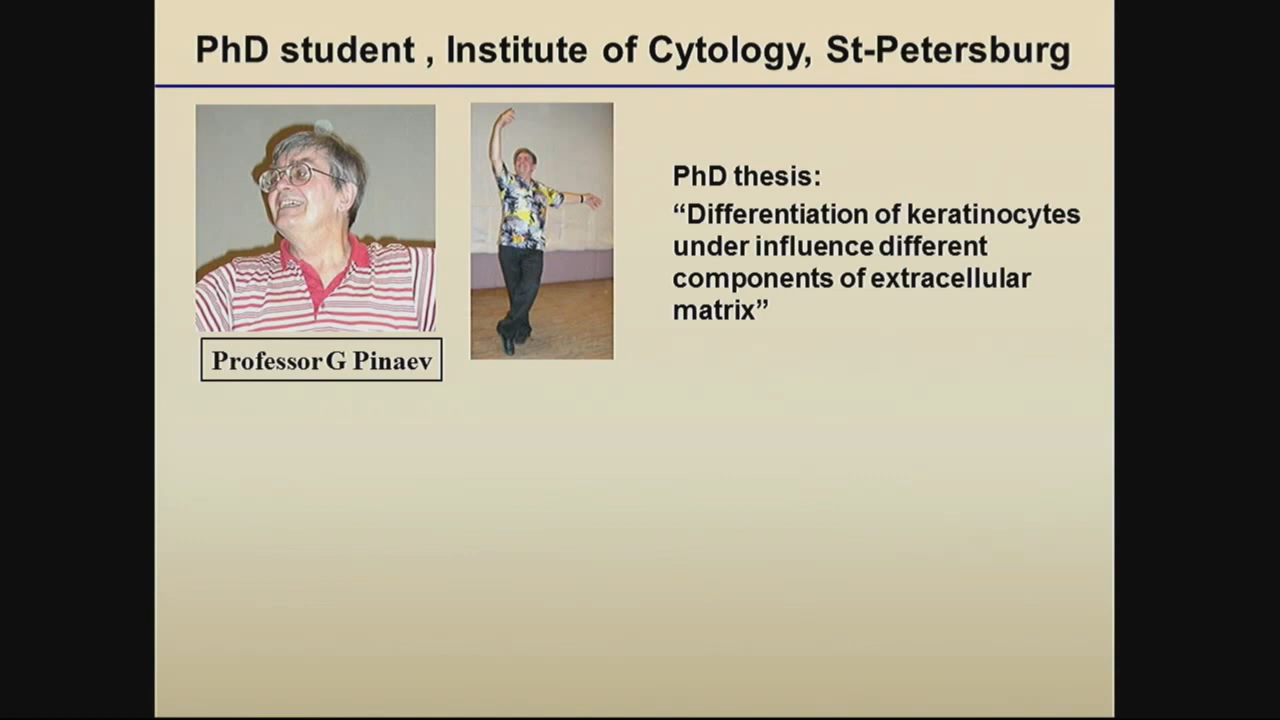 PhD student , Institute of Cytology, St-Petersburg
PhD thesis:
“Differentiation of keratinocytes
under influence different
components of extracellular
matrix”
Professor G Pinaev